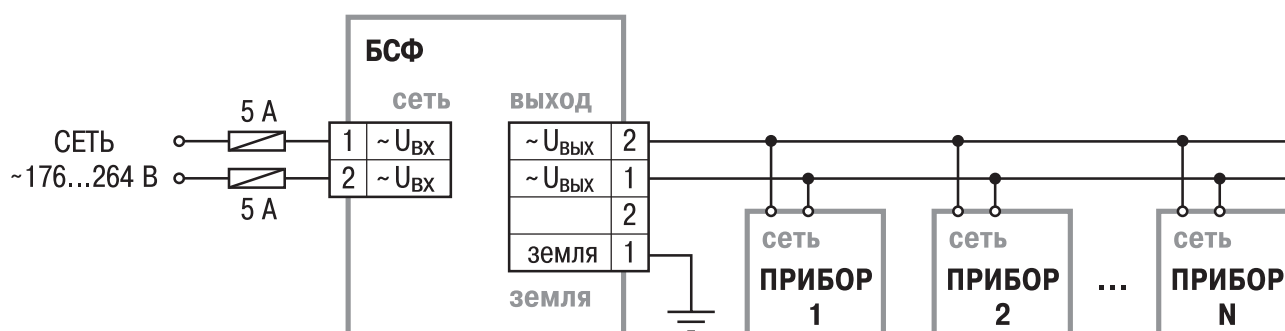 БСФ
сеть
выход
5 А
СЕТЬ
~176...264 В
5 А
1 ~ UВХ
2 ~ UВХ
~ UВЫХ 2
~ UВЫХ 1
2
земля 1
земля
сеть
ПРИБОР
1
сеть
ПРИБОР
2
...
сеть
ПРИБОР
N